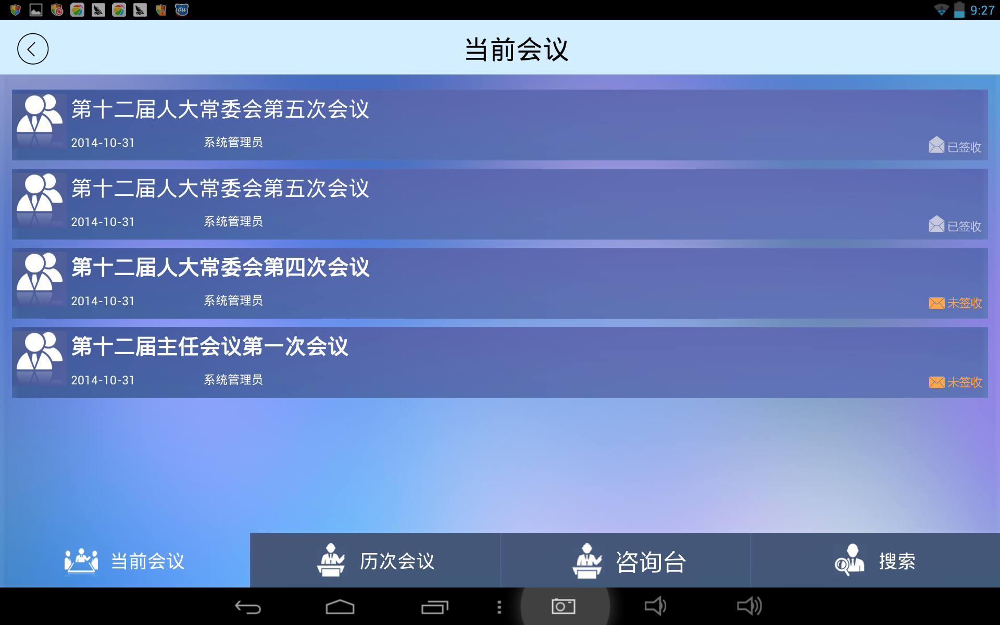 du
9:27
当前会议
第十二届人大常委会第五次会议
2014-10-31 系统管理员
已签收
第十二届人大常委会第五次会议
2014-10-31 系统管理员
已签收
第十二届人大常委会第四次会议
2014-10-31 系统管理员
未签收
第十二届主任会议第一次会议
2014-10-31 系统管理员
未签收
当前会议 历次会议 咨询台 搜索